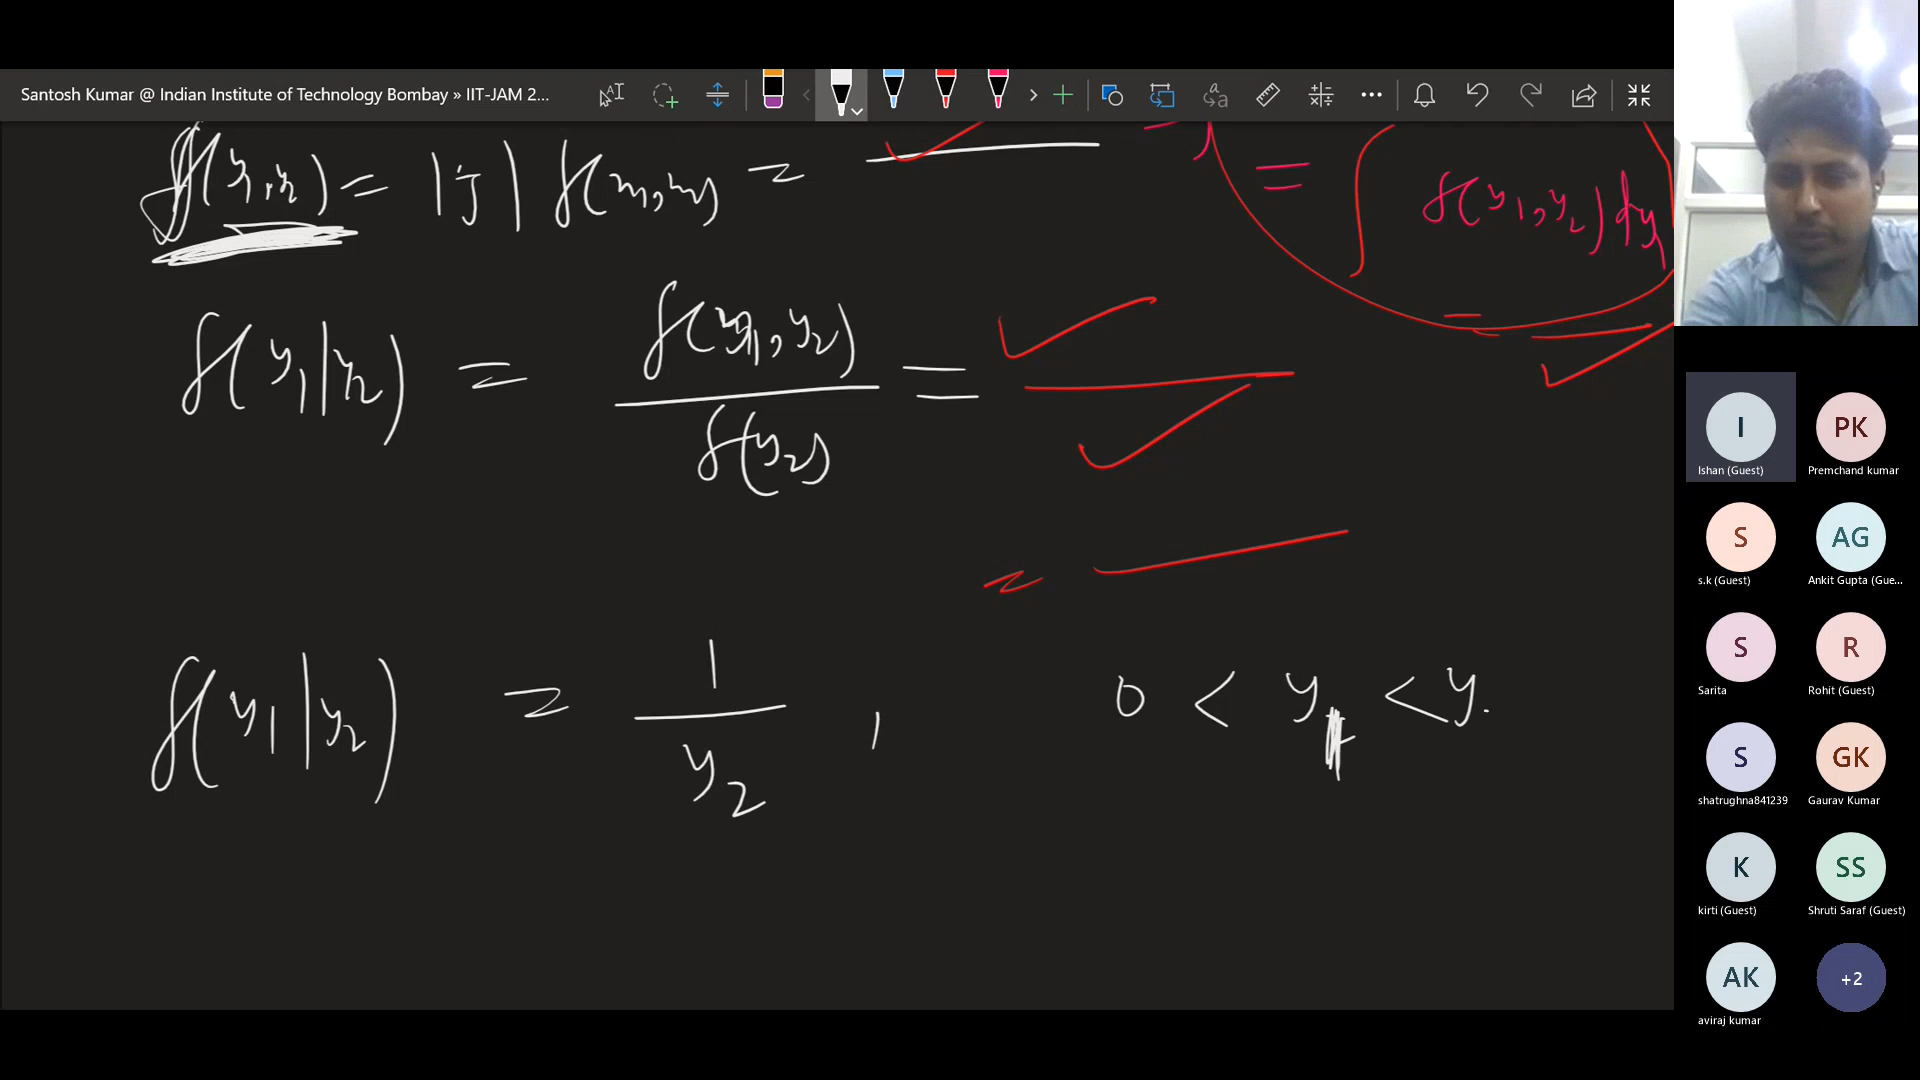 Santosh Kumar @ Indian Institute of Technology Bombay » IIT-JAM 2...
f(y₁,y₂) = |J| f(x₁,x₂) =
= ∫ f(y₁,y₂) dy₁
f(y₁|y₂) = f(y₁,y₂) / f(y₂) =
=
f(y₁|y₂) = 1 / y₂ , 0 < y₁ < y.
I
Ishan (Guest)
PK
Premchand kumar
S
s.k (Guest)
AG
Ankit Gupta (Gue...
S
Sarita
R
Rohit (Guest)
S
shatrughna841239
GK
Gaurav Kumar
K
kirti (Guest)
SS
Shruti Saraf (Guest)
AK
aviraj kumar
+2